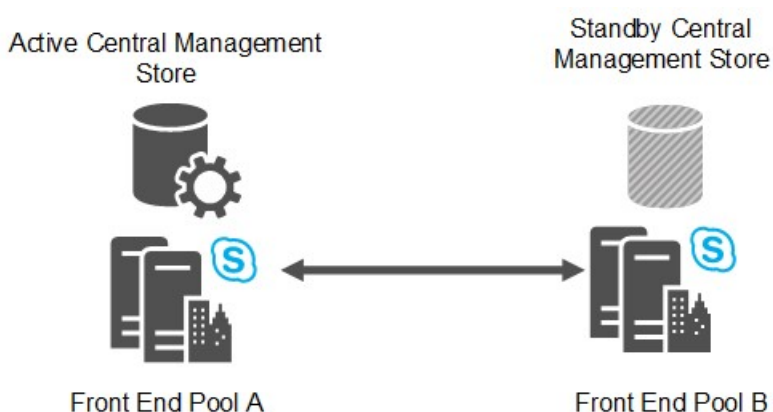 Active Central Management
Store
Standby Central
Management Store
S
S
Front End Pool A
Front End Pool B